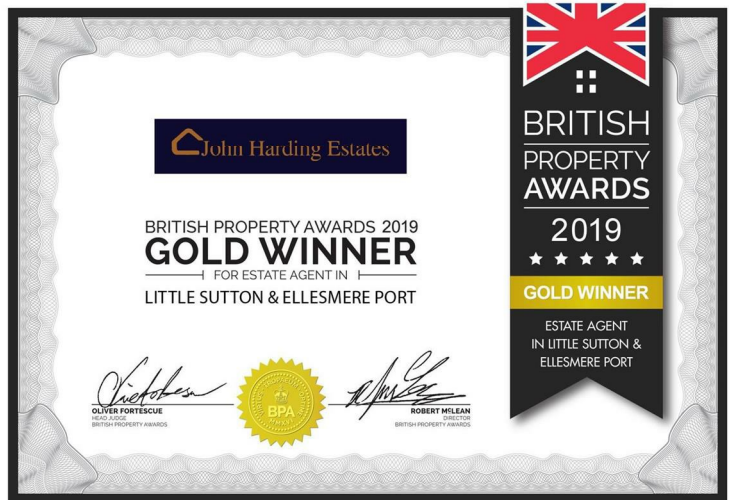 John Harding Estates
BRITISH PROPERTY AWARDS 2019
GOLD WINNER
FOR ESTATE AGENT IN
LITTLE SUTTON & ELLESMERE PORT
OLIVER FORTESCUE
HEAD JUDGE
BRITISH PROPERTY AWARDS
BPA
ROBERT McLEAN
DIRECTOR
BRITISH PROPERTY AWARDS
BRITISH
PROPERTY
AWARDS
2019
GOLD WINNER
ESTATE AGENT
IN LITTLE SUTTON &
ELLESMERE PORT